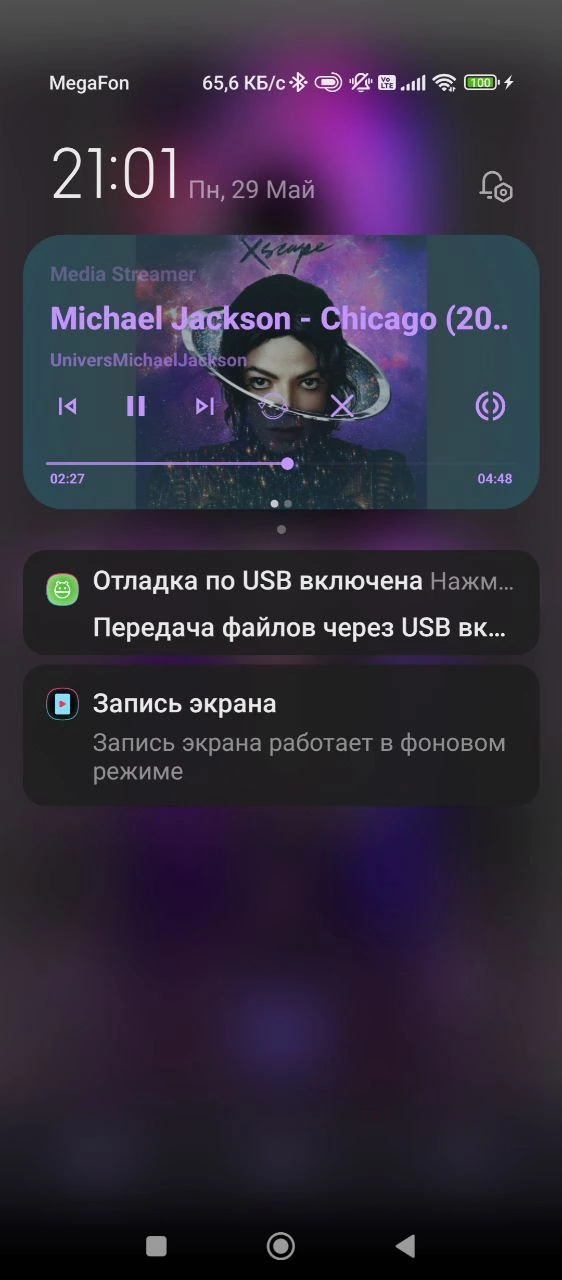 MegaFon 65,6 КБ/с Vo LTE 100
21:01 Пн, 29 Май
Xscape
Media Streamer
Michael Jackson - Chicago (20..
UniversMichaelJackson
02:27 04:48
Отладка по USB включена Нажм...
Передача файлов через USB вк...
Запись экрана
Запись экрана работает в фоновом
режиме